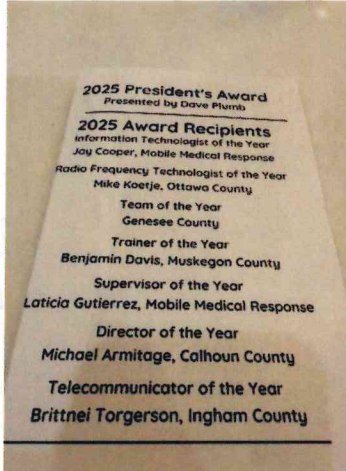 2025 President's Award
Presented by Dave Plumb
2025 Award Recipients
Information Technologist of the Year
Jay Cooper, Mobile Medical Response
Radio Frequency Technologist of the Year
Mike Koetje, Ottawa County
Team of the Year
Genesee County
Trainer of the Year
Benjamin Davis, Muskegon County
Supervisor of the Year
Laticia Gutierrez, Mobile Medical Response
Director of the Year
Michael Armitage, Calhoun County
Telecommunicator of the Year
Brittnei Torgerson, Ingham County